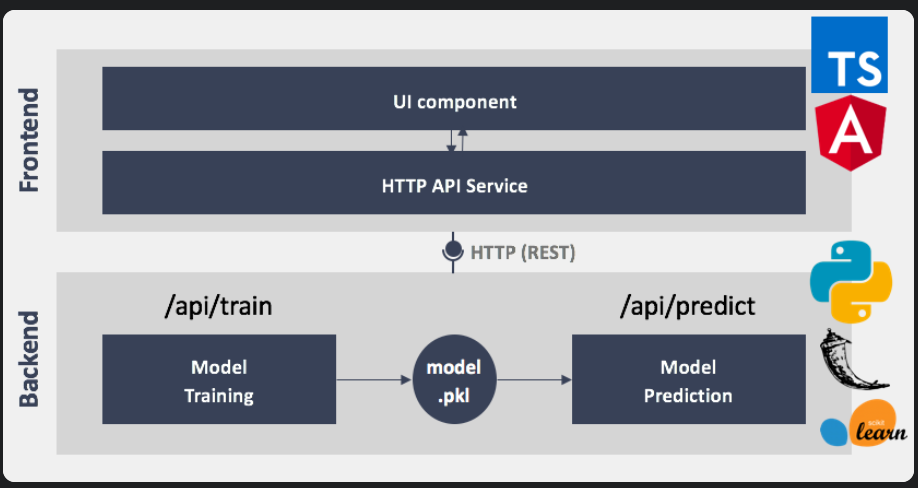 Frontend
TS
UI component
A
HTTP API Service
HTTP (REST)
Backend
/api/train
/api/predict
Model
Training
model
.pkl
Model
Prediction
scikit
learn